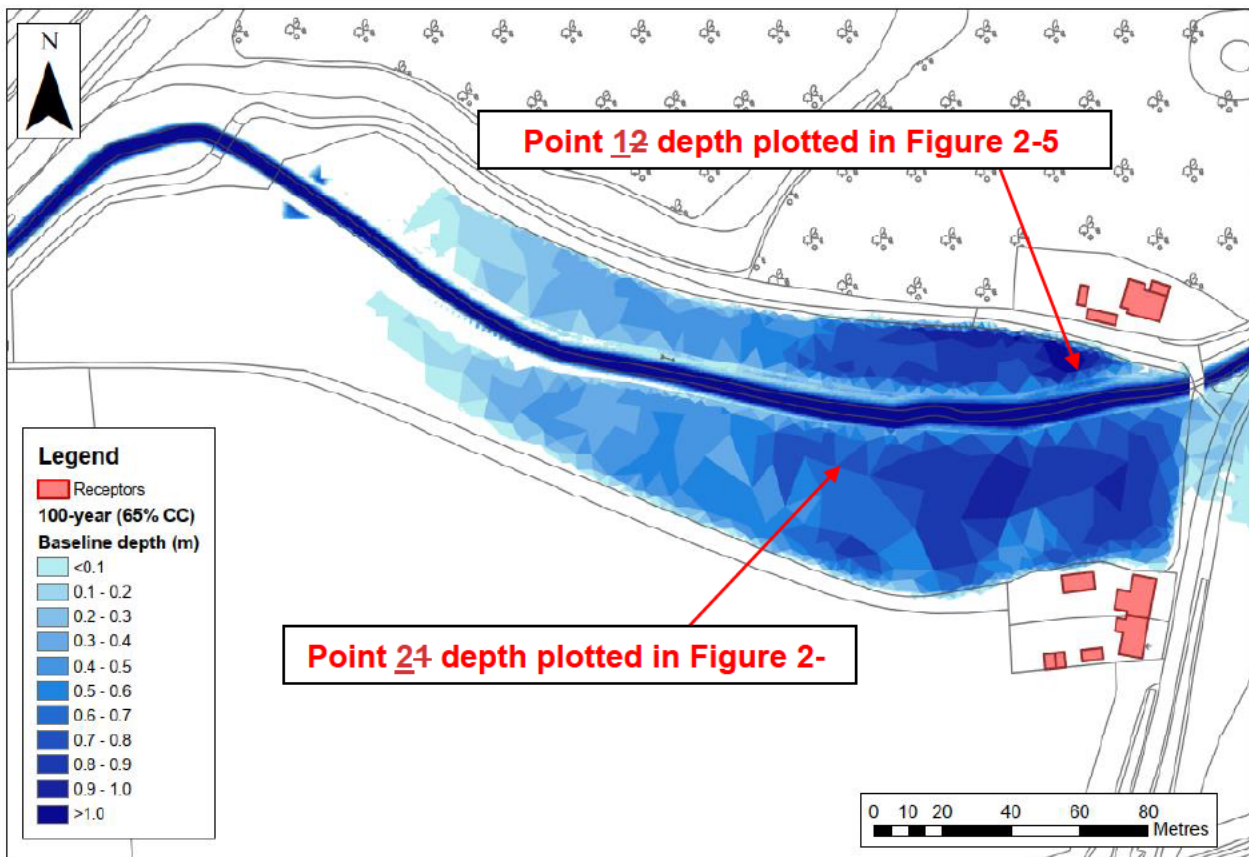 N
Point 12 depth plotted in Figure 2-5
Point 21 depth plotted in Figure 2-
Legend
Receptors
100-year (65% CC)
Baseline depth (m)
<0.1
0.1 - 0.2
0.2 - 0.3
0.3 - 0.4
0.4 - 0.5
0.5 - 0.6
0.6 - 0.7
0.7 - 0.8
0.8 - 0.9
0.9 - 1.0
>1.0
0 10 20 40 60 80
Metres